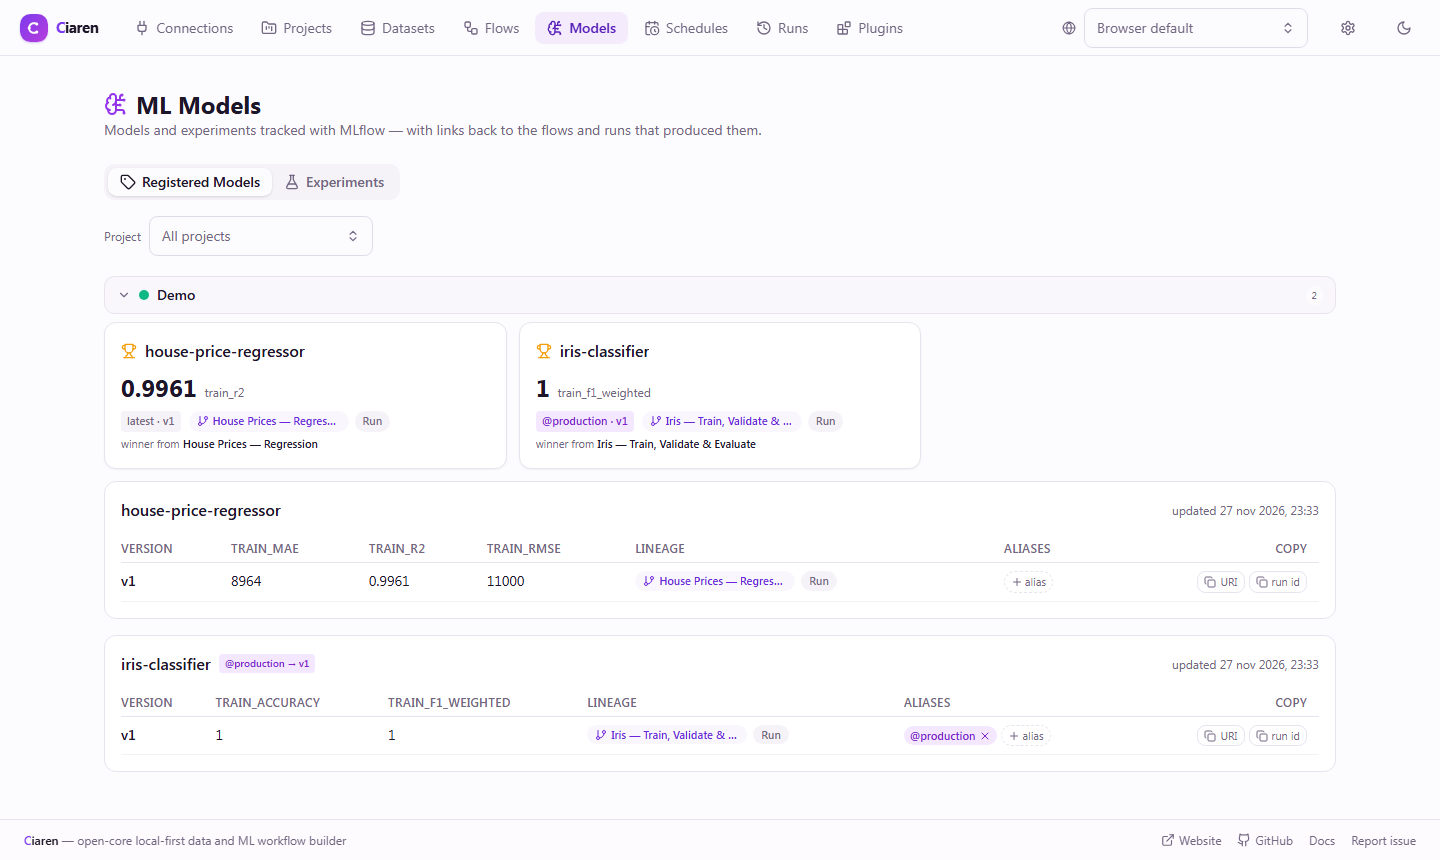 C Ciaren Connections Projects Datasets Flows Models Schedules Runs Plugins Browser default
ML Models
Models and experiments tracked with MLflow — with links back to the flows and runs that produced them.
Registered Models Experiments
Project All projects
Demo 2
house-price-regressor
0.9961 train_r2
latest · v1 House Prices — Regres... Run
winner from House Prices — Regression
iris-classifier
1 train_f1_weighted
@production · v1 Iris — Train, Validate & ... Run
winner from Iris — Train, Validate & Evaluate
house-price-regressor updated 27 nov 2026, 23:33
VERSION TRAIN_MAE TRAIN_R2 TRAIN_RMSE LINEAGE ALIASES COPY
v1 8964 0.9961 11000 House Prices — Regres... Run + alias URI run id
iris-classifier @production → v1 updated 27 nov 2026, 23:33
VERSION TRAIN_ACCURACY TRAIN_F1_WEIGHTED LINEAGE ALIASES COPY
v1 1 1 Iris — Train, Validate & ... Run @production × + alias URI run id
Ciaren — open-core local-first data and ML workflow builder Website GitHub Docs Report issue